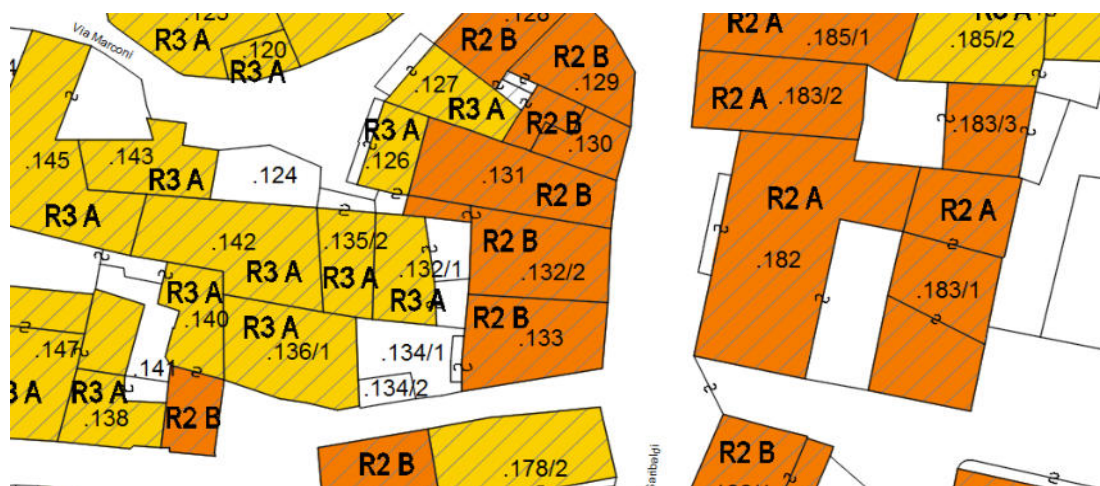 .125
R3 A
Via Marconi
.120
R3 A
.128
R2 B
R2 B
.129
.127
R3 A
R2 B
.130
R3 A
.126
.131
R2 B
R2 A
.185/1
R3 A
.185/2
R2 A
.183/2
.183/3
.145
.143
R3 A
.124
R3 A
.142
R3 A
.135/2
R3 A
.132/1
R3 A
R2 B
.132/2
R2 A
.182
R2 A
.183/1
R3 A
.140
R3 A
.136/1
.134/1
.134/2
R2 B
.133
.147
.141
R3 A
.138
R2 B
R2 B
.178/2
Garibaldi
R2 B